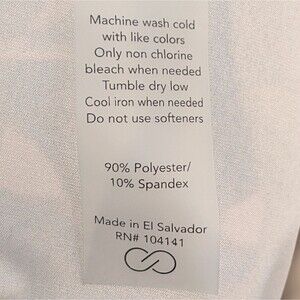 Machine wash cold
with like colors
Only non chlorine
bleach when needed
Tumble dry low
Cool iron when needed
Do not use softeners
90% Polyester/
10% Spandex
Made in El Salvador
RN# 104141